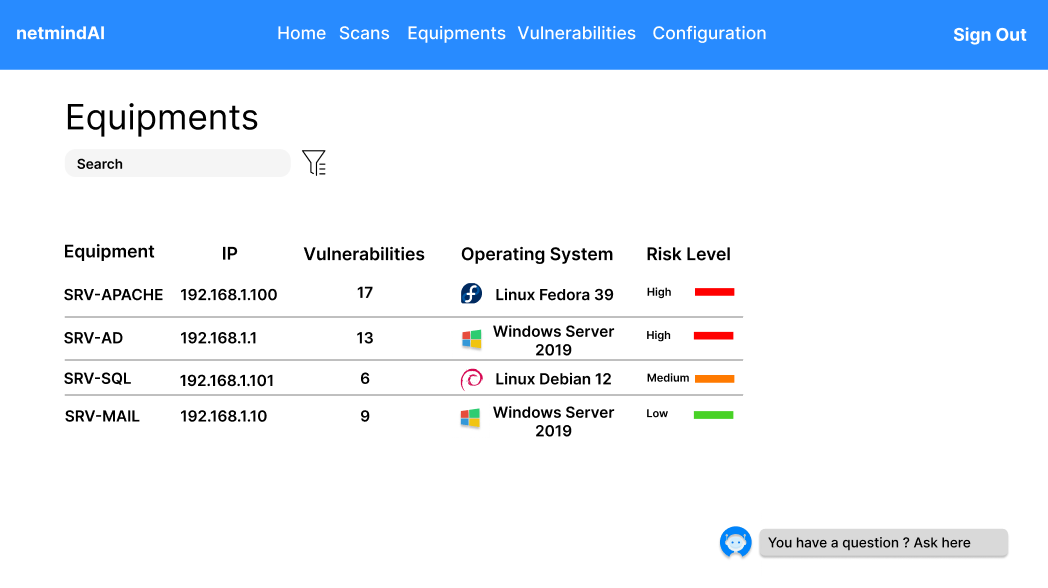 netmindAI Home Scans Equipments Vulnerabilities Configuration Sign Out
Equipments
Search
Equipment IP Vulnerabilities Operating System Risk Level
SRV-APACHE 192.168.1.100 17 Linux Fedora 39 High
SRV-AD 192.168.1.1 13 Windows Server 2019 High
SRV-SQL 192.168.1.101 6 Linux Debian 12 Medium
SRV-MAIL 192.168.1.10 9 Windows Server 2019 Low
You have a question ? Ask here